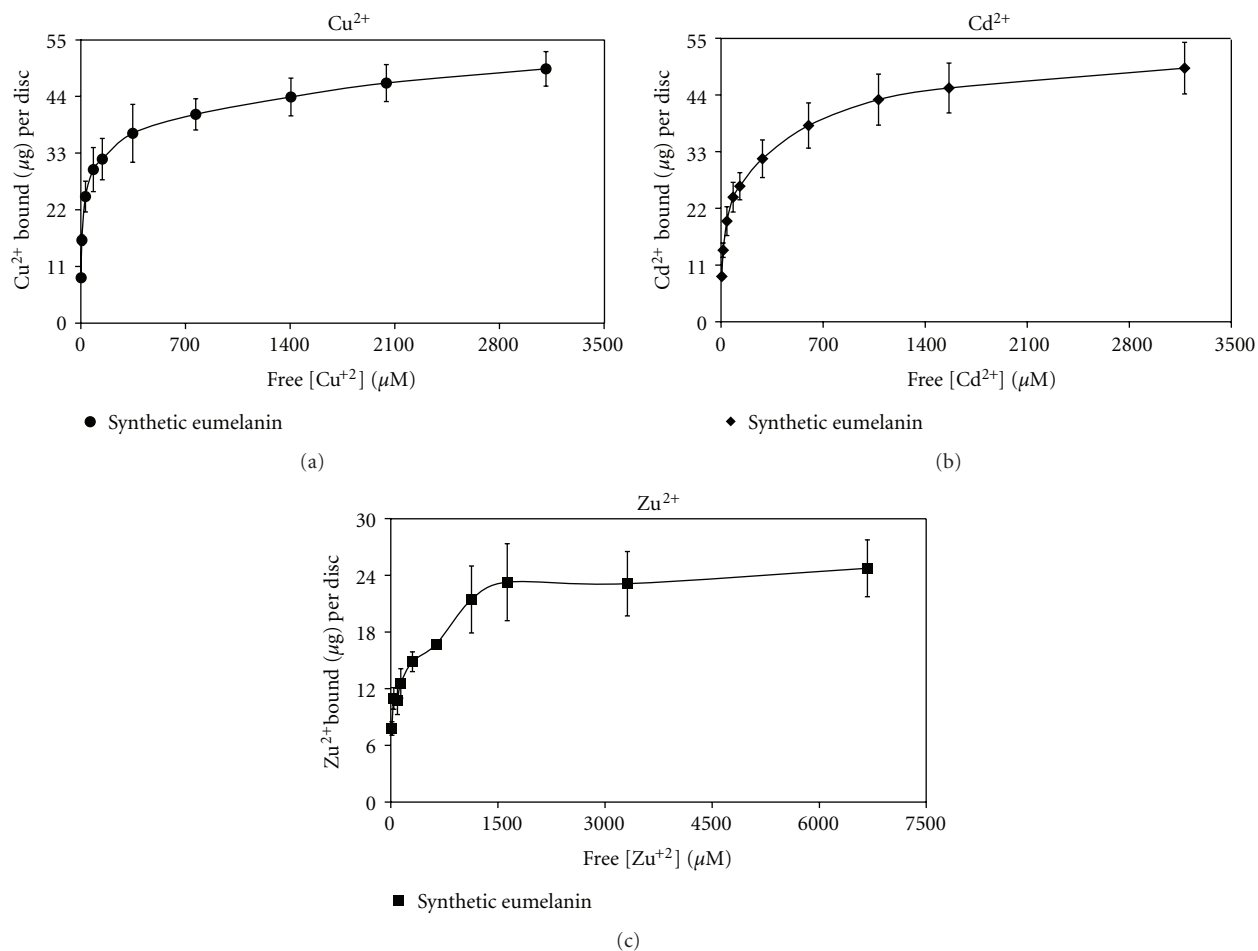 Cu²⁺
55
44
33
22
11
0
Cu²⁺ bound (µg) per disc
0 700 1400 2100 2800 3500
Free [Cu⁺²] (µM)
Synthetic eumelanin
(a)
Cd²⁺
55
44
33
22
11
0
Cd²⁺ bound (µg) per disc
0 700 1400 2100 2800 3500
Free [Cd²⁺] (µM)
Synthetic eumelanin
(b)
Zu²⁺
30
24
18
12
6
0
Zu²⁺bound (µg) per disc
0 1500 3000 4500 6000 7500
Free [Zu⁺²] (µM)
Synthetic eumelanin
(c)